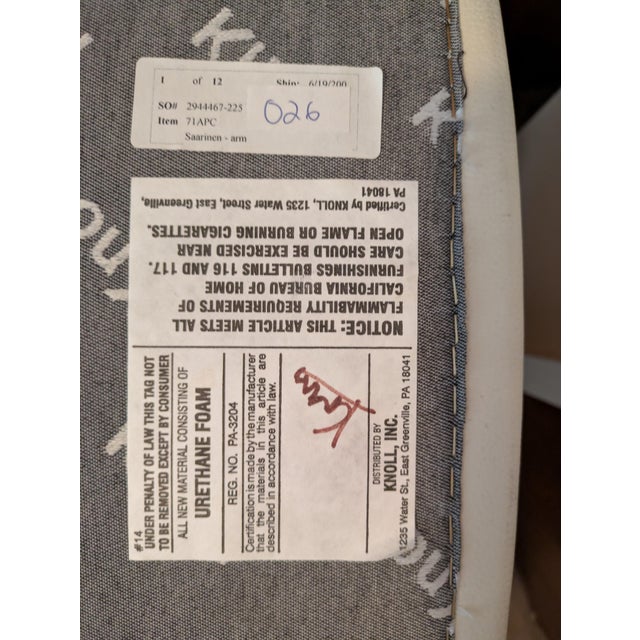 1 of 12 Ship: 6/19/200
SO# 2944467-225
Item 71APC
Saarinen - arm
026
NOTICE: THIS ARTICLE MEETS ALL
FLAMMABILITY REQUIREMENTS OF
CALIFORNIA BUREAU OF HOME
FURNISHINGS BULLETINS 116 AND 117.
CARE SHOULD BE EXERCISED NEAR
OPEN FLAME OR BURNING CIGARETTES.
Certified by KNOLL, 1235 Water Street, East Greenville,
PA 18041
#14
UNDER PENALTY OF LAW THIS TAG NOT
TO BE REMOVED EXCEPT BY CONSUMER
ALL NEW MATERIAL CONSISTING OF
URETHANE FOAM
REG. NO. PA-3204
Certification is made by the manufacturer
that the materials in this article are
described in accordance with law.
DISTRIBUTED BY
KNOLL, INC.
1235 Water St., East Greenville, PA 18041